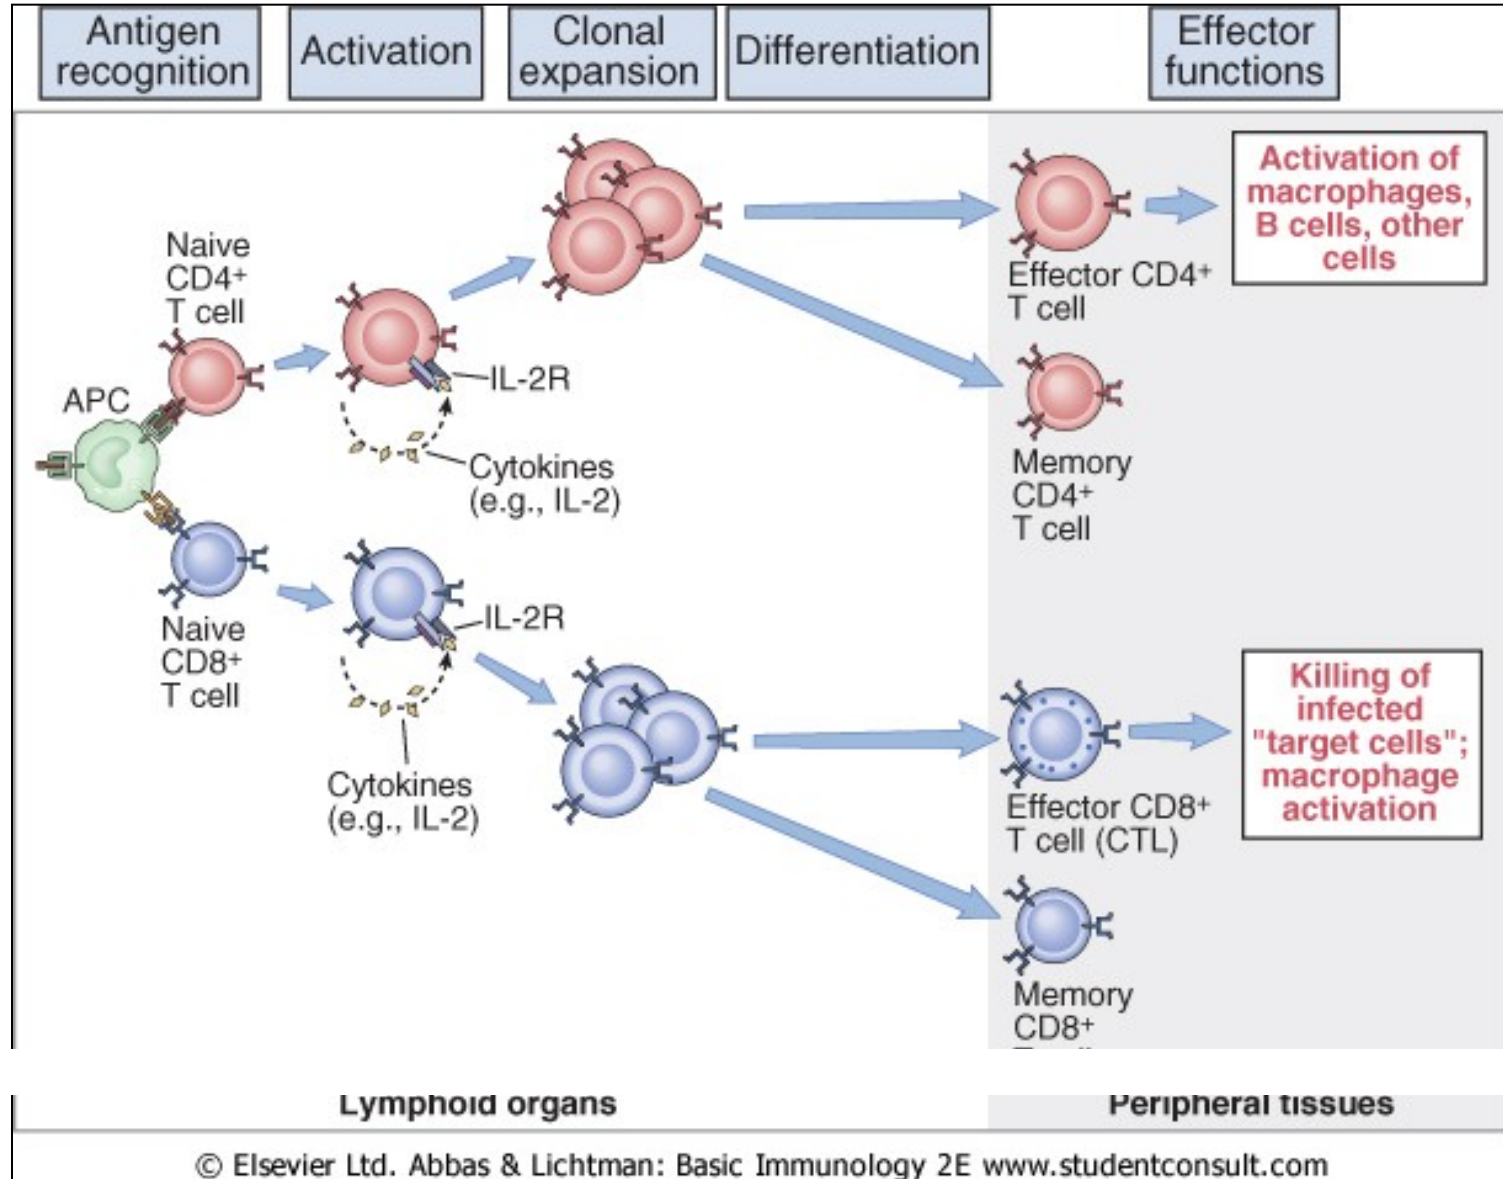 Antigen
recognition
Activation
Clonal
expansion
Differentiation
Effector
functions
Naive
CD4+
T cell
APC
IL-2R
Cytokines
(e.g., IL-2)
Effector CD4+
T cell
Activation of
macrophages,
B cells, other
cells
Memory
CD4+
T cell
Naive
CD8+
T cell
IL-2R
Cytokines
(e.g., IL-2)
Effector CD8+
T cell (CTL)
Killing of
infected
"target cells";
macrophage
activation
Memory
CD8+
Lymphoid organs
Peripheral tissues
© Elsevier Ltd. Abbas & Lichtman: Basic Immunology 2E www.studentconsult.com